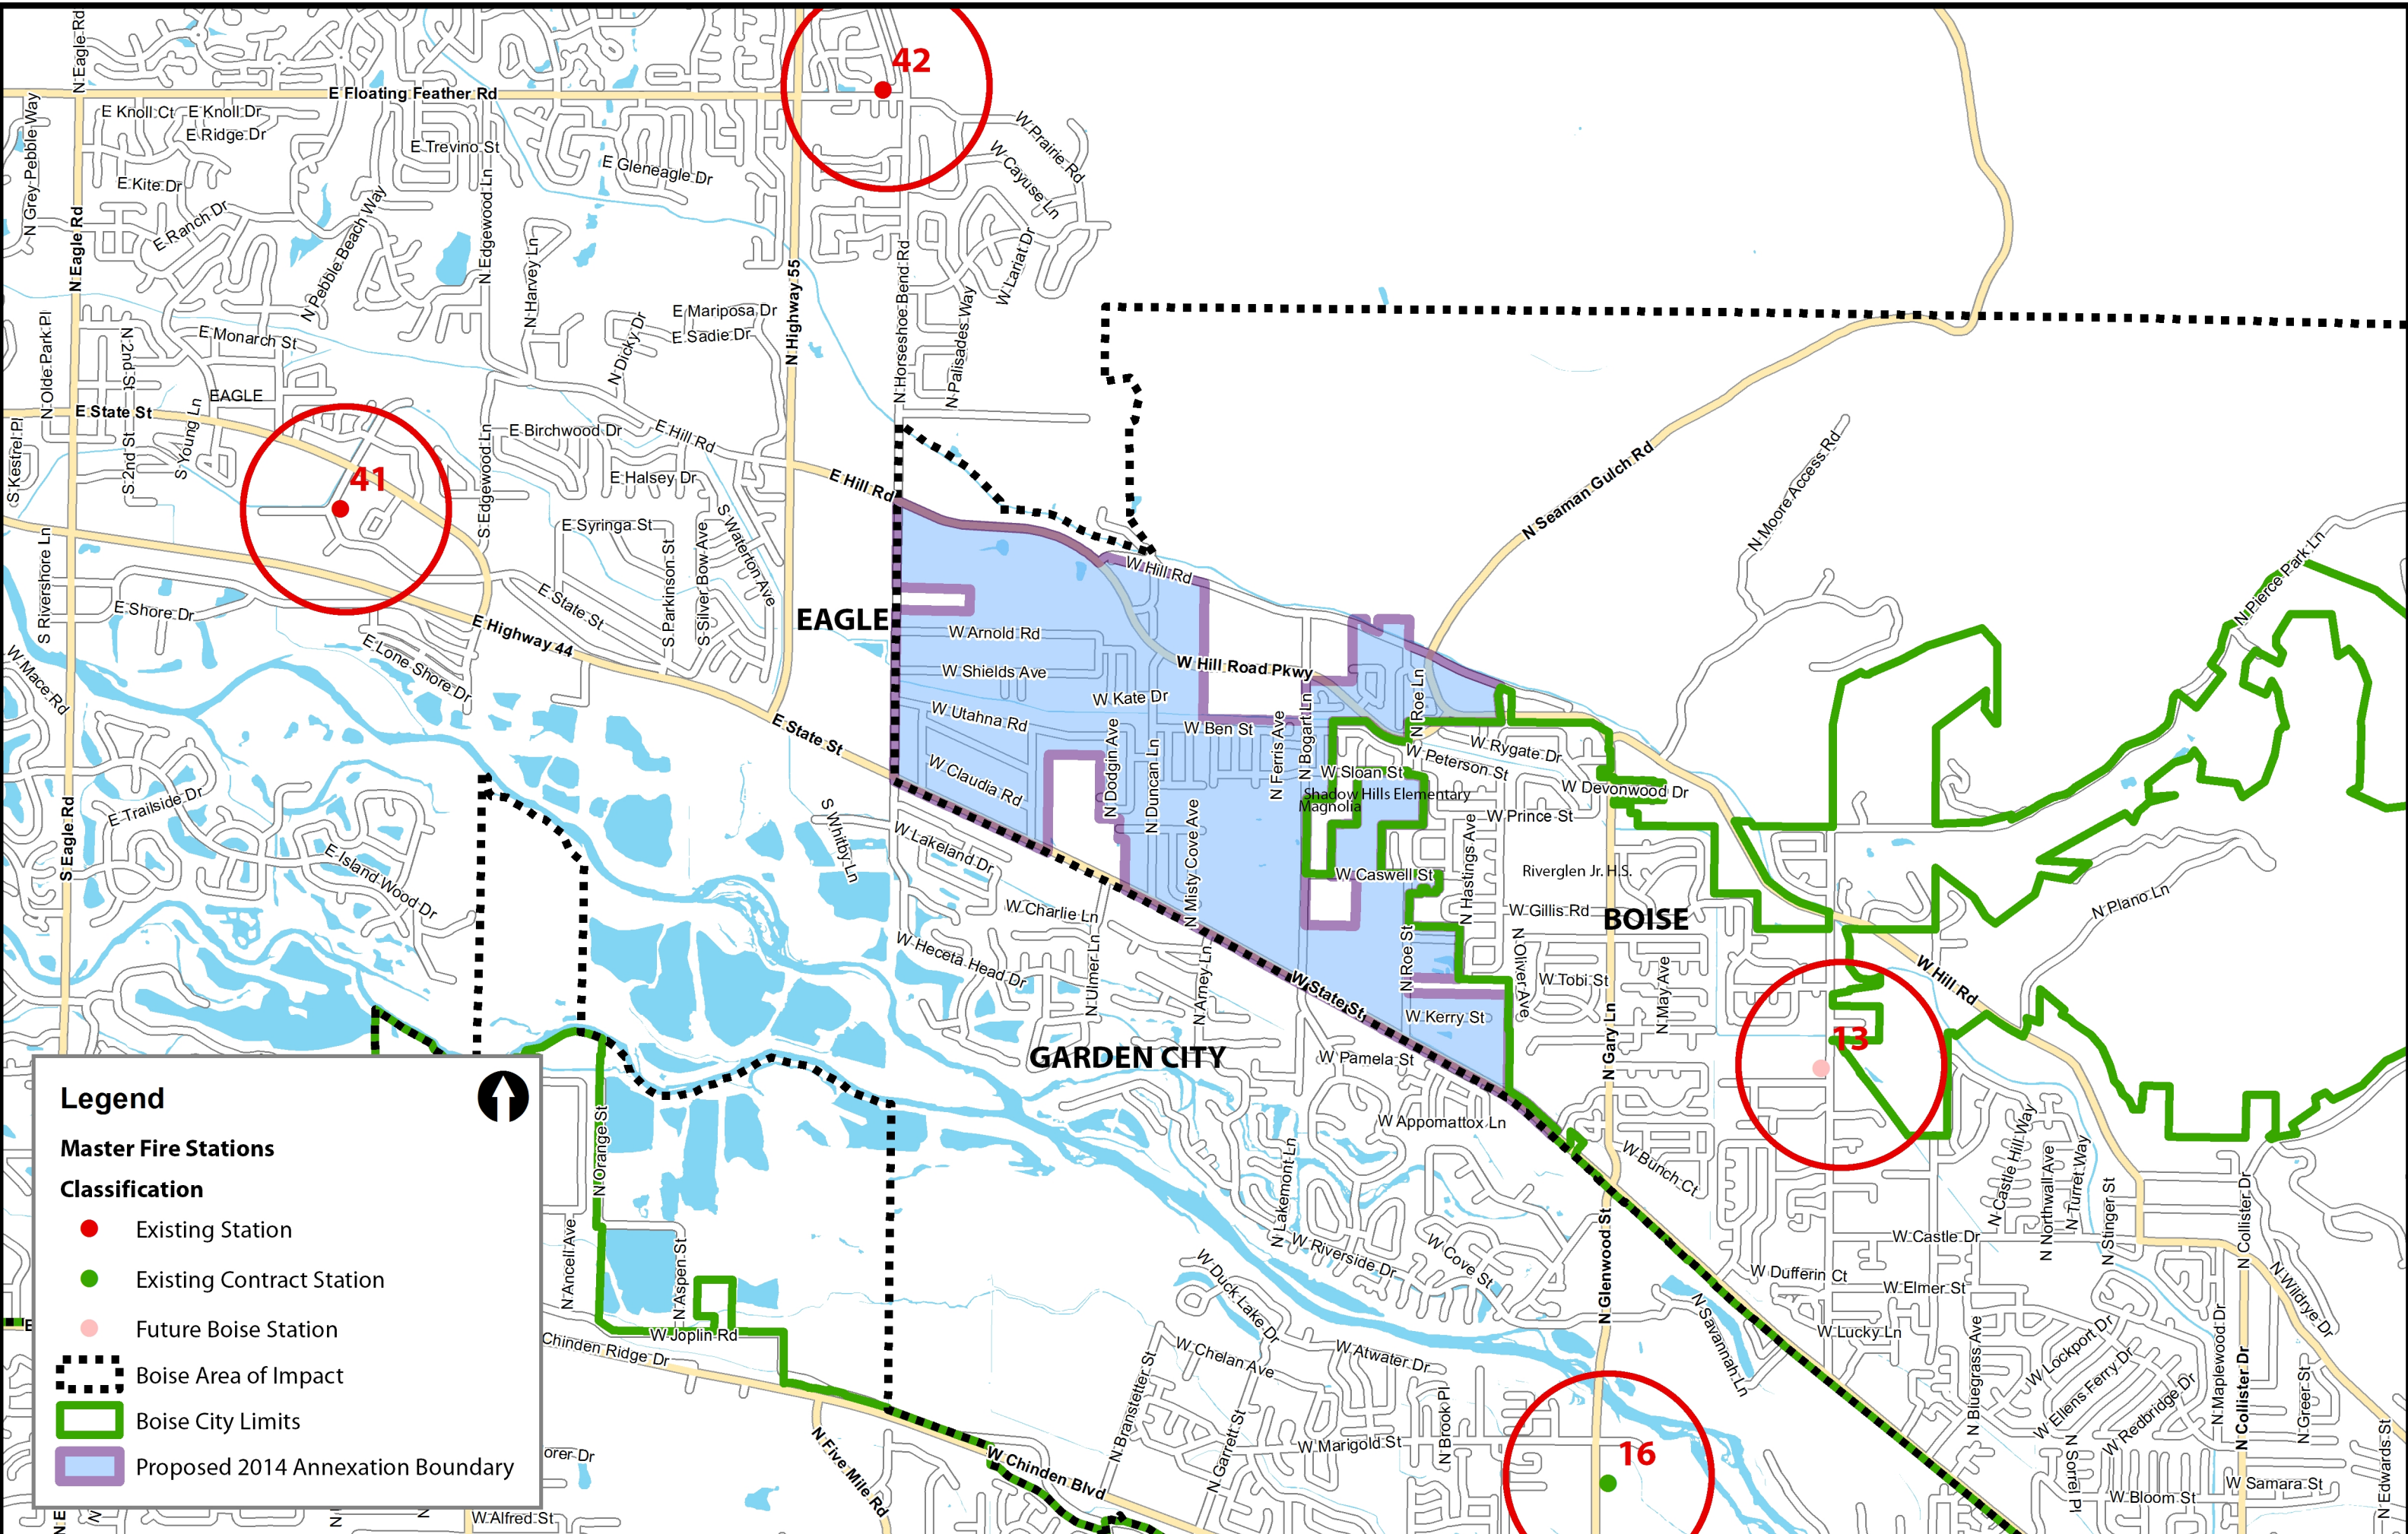 42
N Eagle Rd
E Floating Feather Rd
N Grey Pebble Way
E Knoll Ct
E Knoll Dr
E Ridge Dr
E Trevino St
E Gleneagle Dr
W Prairie Rd
W Cayuse Ln
E Kite Dr
E Ranch Dr
N Pebble Beach Way
N Edgewood Ln
N Harvey Ln
N Eagle Rd
N Highway 55
N Horseshoe Bend Rd
W Lariat Dr
N Palisades Way
E Mariposa Dr
E Sadie Dr
N Dicky Dr
E Monarch St
N Olde Park Pl
N 2nd St
EAGLE
E State St
S Kestrel Pl
S 2nd St
S Young Ln
41
S Edgewood Ln
E Birchwood Dr
E Hill Rd
E Halsey Dr
E Hill Rd
E Syringa St
S Waterton Ave
S Parkinson St
S Silver Bow Ave
N Seaman Gulch Rd
N Moore Access Rd
N Pierce Park Ln
W Hill Rd
S Rivershore Ln
E Shore Dr
E State St
E Highway 44
E Lone Shore Dr
EAGLE
W Arnold Rd
W Shields Ave
W Hill Road Pkwy
W Kate Dr
W Utahna Rd
W Ben St
N Roe Ln
N Bogart Ln
N Ferris Ave
N Dodgin Ave
N Duncan Ln
W Mace Rd
E State St
W Claudia Rd
W Rygate Dr
W Peterson St
W Sloan St
Shadow Hills Elementary
Magnolia
W Devonwood Dr
W Prince St
E Trailside Dr
S Eagle Rd
S Whitby Ln
W Lakeland Dr
N Misty Cove Ave
N Hastings Ave
W Caswell St
Riverglen Jr. H.S.
E Island Wood Dr
W Charlie Ln
W Gillis Rd
BOISE
N Plano Ln
W Heceta Head Dr
N Ulmer Ln
N Arney Ln
W State St
N Roe St
N Oliver Ave
W Tobi St
N May Ave
W Hill Rd
W Kerry St
N Gary Ln
13
GARDEN CITY
W Pamela St
W Appomattox Ln
W Bunch Ct
N Orange St
N Lakemont Ln
N Castle Hill Way
N Northwall Ave
N Turret Way
N Stinger St
N Collister Dr
N Ancell Ave
N Aspen St
W Riverside Dr
W Cove St
N Glenwood St
W Castle Dr
W Dufferin Ct
W Elmer St
N Wildrye Dr
W Duck Lake Dr
N Savannah Ln
W Lucky Ln
W Joplin Rd
Chinden Ridge Dr
W Chelan Ave
W Atwater Dr
N Branstetter St
N Garrett St
N Brook Pl
N Bluegrass Ave
W Lockport Dr
W Ellens Ferry Dr
W Redbridge Dr
N Maplewood Dr
N Collister Dr
N Greer St
N Edwards St
W Marigold St
16
N Five Mile Rd
W Chinden Blvd
orer Dr
N Sorrel Pl
W Samara St
W Bloom St
W Alfred St
N E
Legend
Master Fire Stations
Classification
Existing Station
Existing Contract Station
Future Boise Station
Boise Area of Impact
Boise City Limits
Proposed 2014 Annexation Boundary